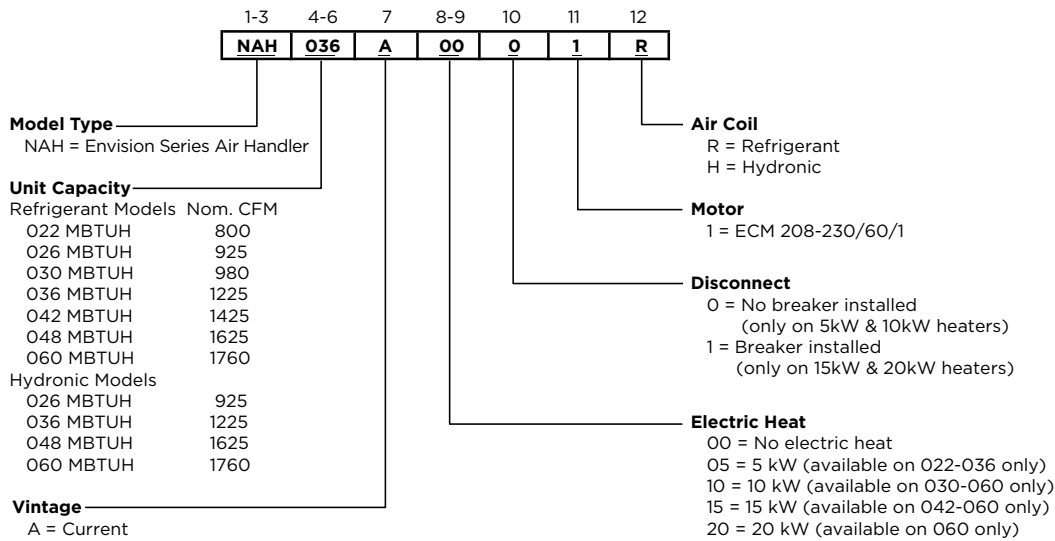 1-3 4-6 7 8-9 10 11 12
NAH 036 A 00 0 1 R
Model Type
NAH = Envision Series Air Handler
Unit Capacity
Refrigerant Models Nom. CFM
022 MBTUH 800
026 MBTUH 925
030 MBTUH 980
036 MBTUH 1225
042 MBTUH 1425
048 MBTUH 1625
060 MBTUH 1760
Hydronic Models
026 MBTUH 925
036 MBTUH 1225
048 MBTUH 1625
060 MBTUH 1760
Vintage
A = Current
Air Coil
R = Refrigerant
H = Hydronic
Motor
1 = ECM 208-230/60/1
Disconnect
0 = No breaker installed
(only on 5kW & 10kW heaters)
1 = Breaker installed
(only on 15kW & 20kW heaters)
Electric Heat
00 = No electric heat
05 = 5 kW (available on 022-036 only)
10 = 10 kW (available on 030-060 only)
15 = 15 kW (available on 042-060 only)
20 = 20 kW (available on 060 only)